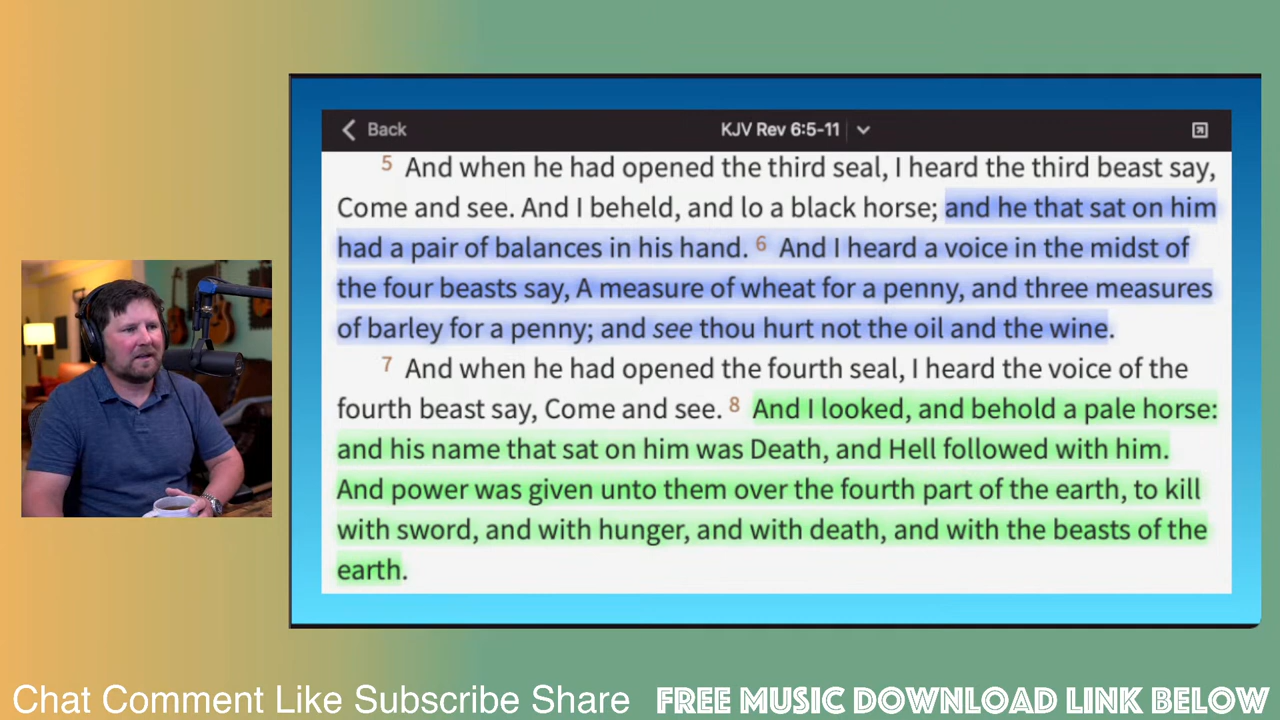 Back
KJV Rev 6:5-11
5 And when he had opened the third seal, I heard the third beast say,
Come and see. And I beheld, and lo a black horse; and he that sat on him
had a pair of balances in his hand. 6 And I heard a voice in the midst of
the four beasts say, A measure of wheat for a penny, and three measures
of barley for a penny; and see thou hurt not the oil and the wine.
7 And when he had opened the fourth seal, I heard the voice of the
fourth beast say, Come and see. 8 And I looked, and behold a pale horse:
and his name that sat on him was Death, and Hell followed with him.
And power was given unto them over the fourth part of the earth, to kill
with sword, and with hunger, and with death, and with the beasts of the
earth.
Chat Comment Like Subscribe Share
FREE MUSIC DOWNLOAD LINK BELOW